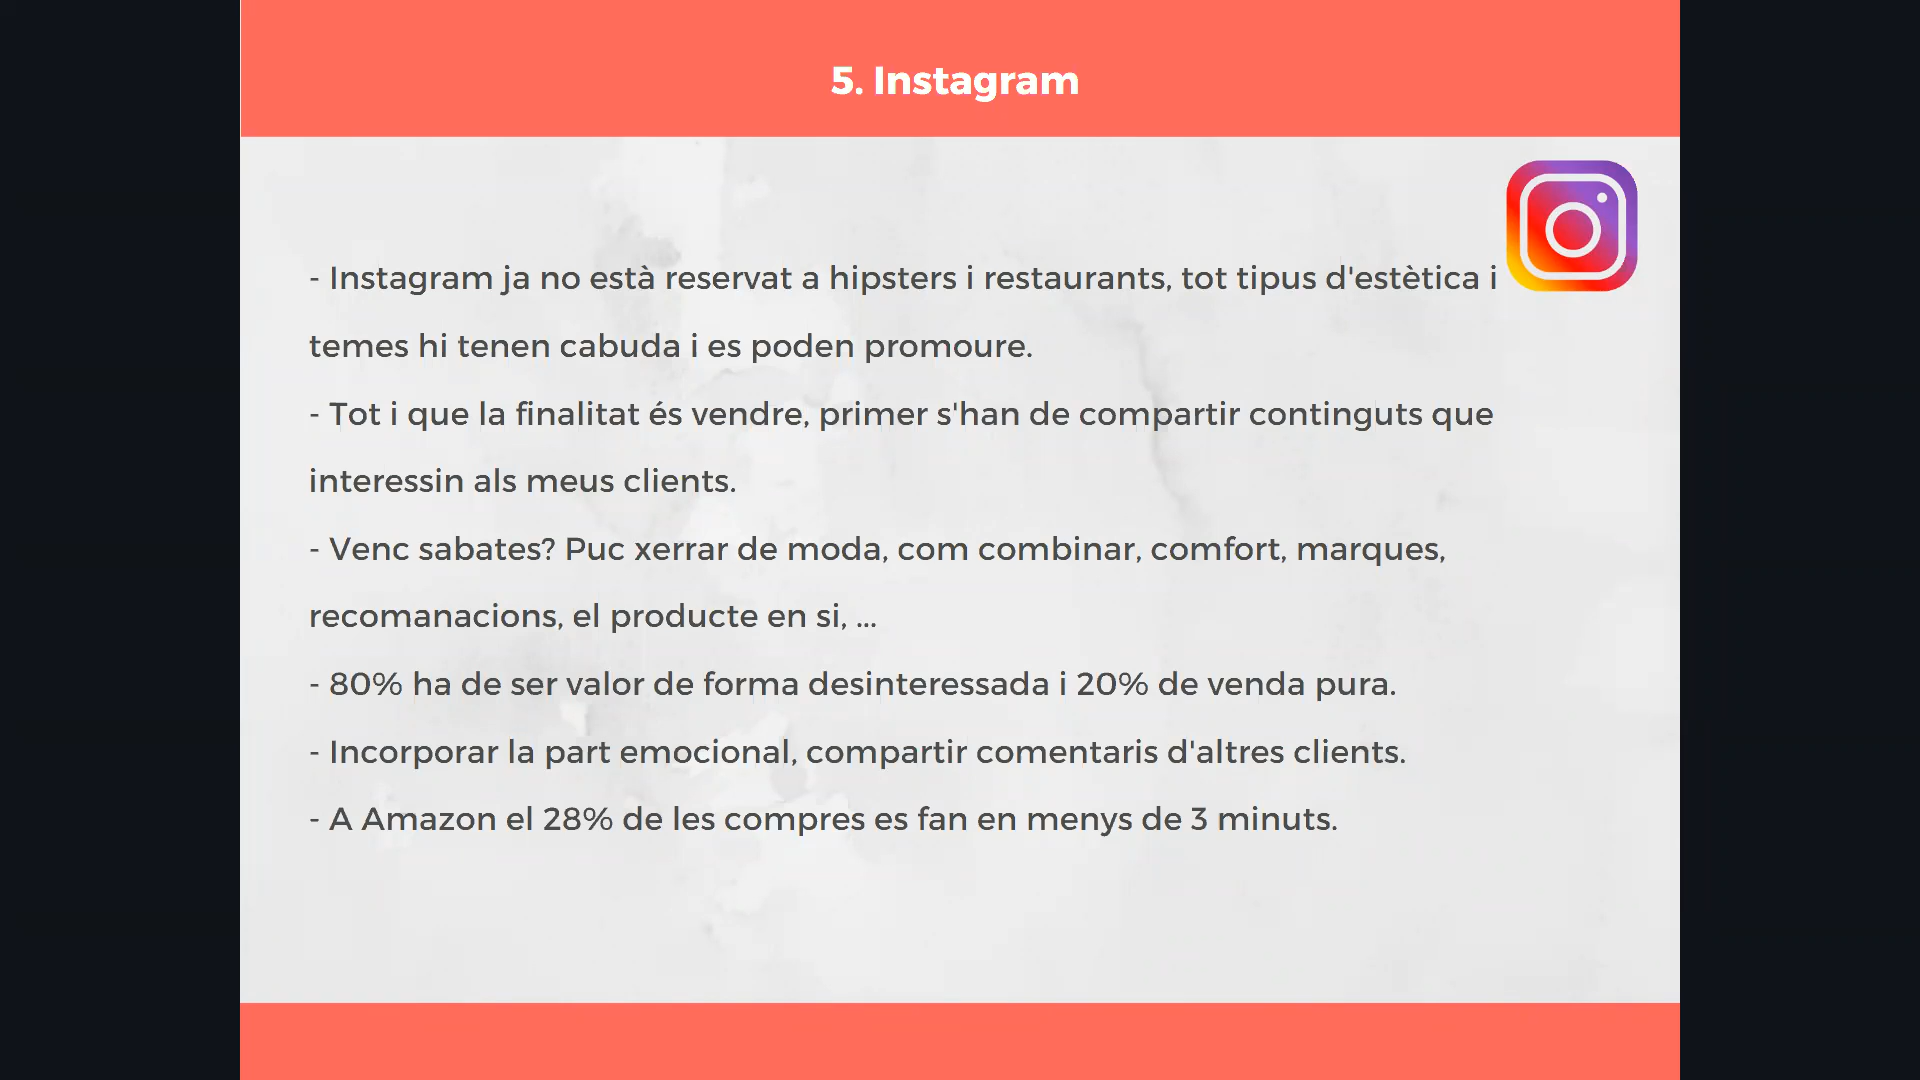 5. Instagram
- Instagram ja no està reservat a hipsters i restaurants, tot tipus d'estètica i
temes hi tenen cabuda i es poden promoure.
- Tot i que la finalitat és vendre, primer s'han de compartir continguts que
interessin als meus clients.
- Venc sabates? Puc xerrar de moda, com combinar, comfort, marques,
recomanacions, el producte en si, ...
- 80% ha de ser valor de forma desinteressada i 20% de venda pura.
- Incorporar la part emocional, compartir comentaris d'altres clients.
- A Amazon el 28% de les compres es fan en menys de 3 minuts.